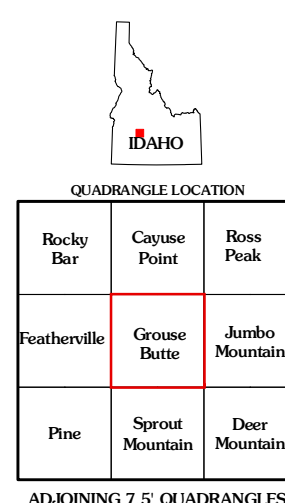 IDAHO
QUADRANGLE LOCATION
Rocky Bar
Cayuse Point
Ross Peak
Featherville
Grouse Butte
Jumbo Mountain
Pine
Sprout Mountain
Deer Mountain
ADJOINING 7.5' QUADRANGLES